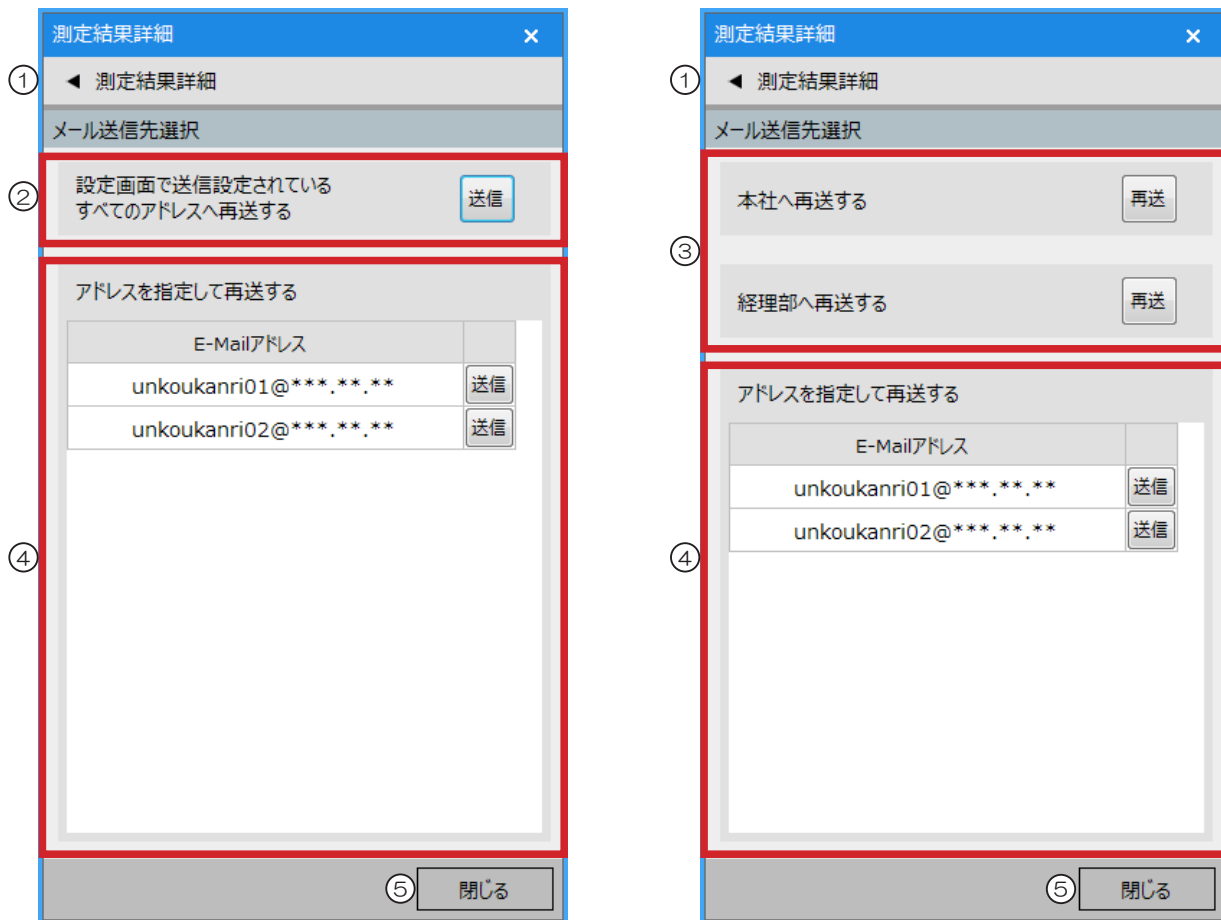 測定結果詳細 ×
① ◀ 測定結果詳細
メール送信先選択
② 設定画面で送信設定されている
すべてのアドレスへ再送する 送信
アドレスを指定して再送する
E-Mailアドレス
unkoukanri01@***.**.** 送信
unkoukanri02@***.**.** 送信
④
⑤ 閉じる
測定結果詳細 ×
① ◀ 測定結果詳細
メール送信先選択
本社へ再送する 再送
③
経理部へ再送する 再送
アドレスを指定して再送する
E-Mailアドレス
unkoukanri01@***.**.** 送信
unkoukanri02@***.**.** 送信
④
⑤ 閉じる